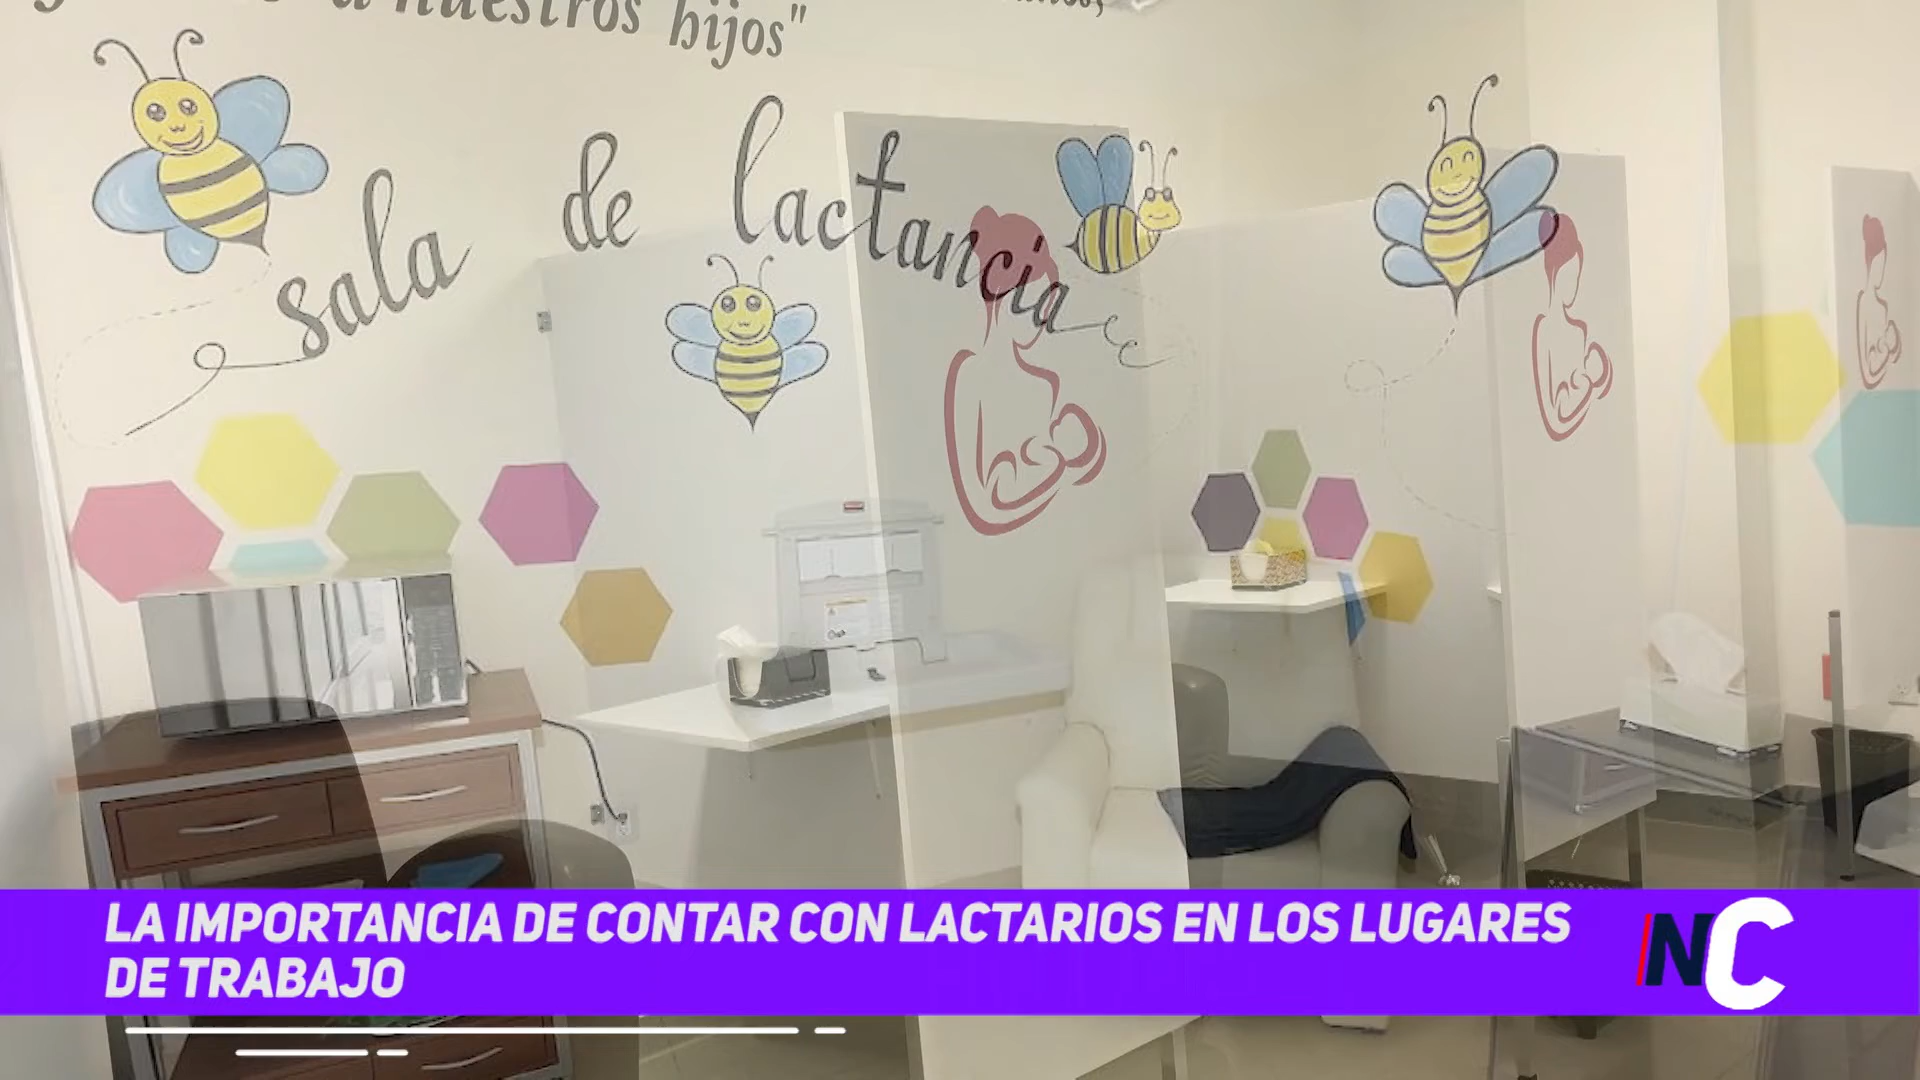 a nuestros hijos"
sala de lactancia
LA IMPORTANCIA DE CONTAR CON LACTARIOS EN LOS LUGARES
DE TRABAJO
NC